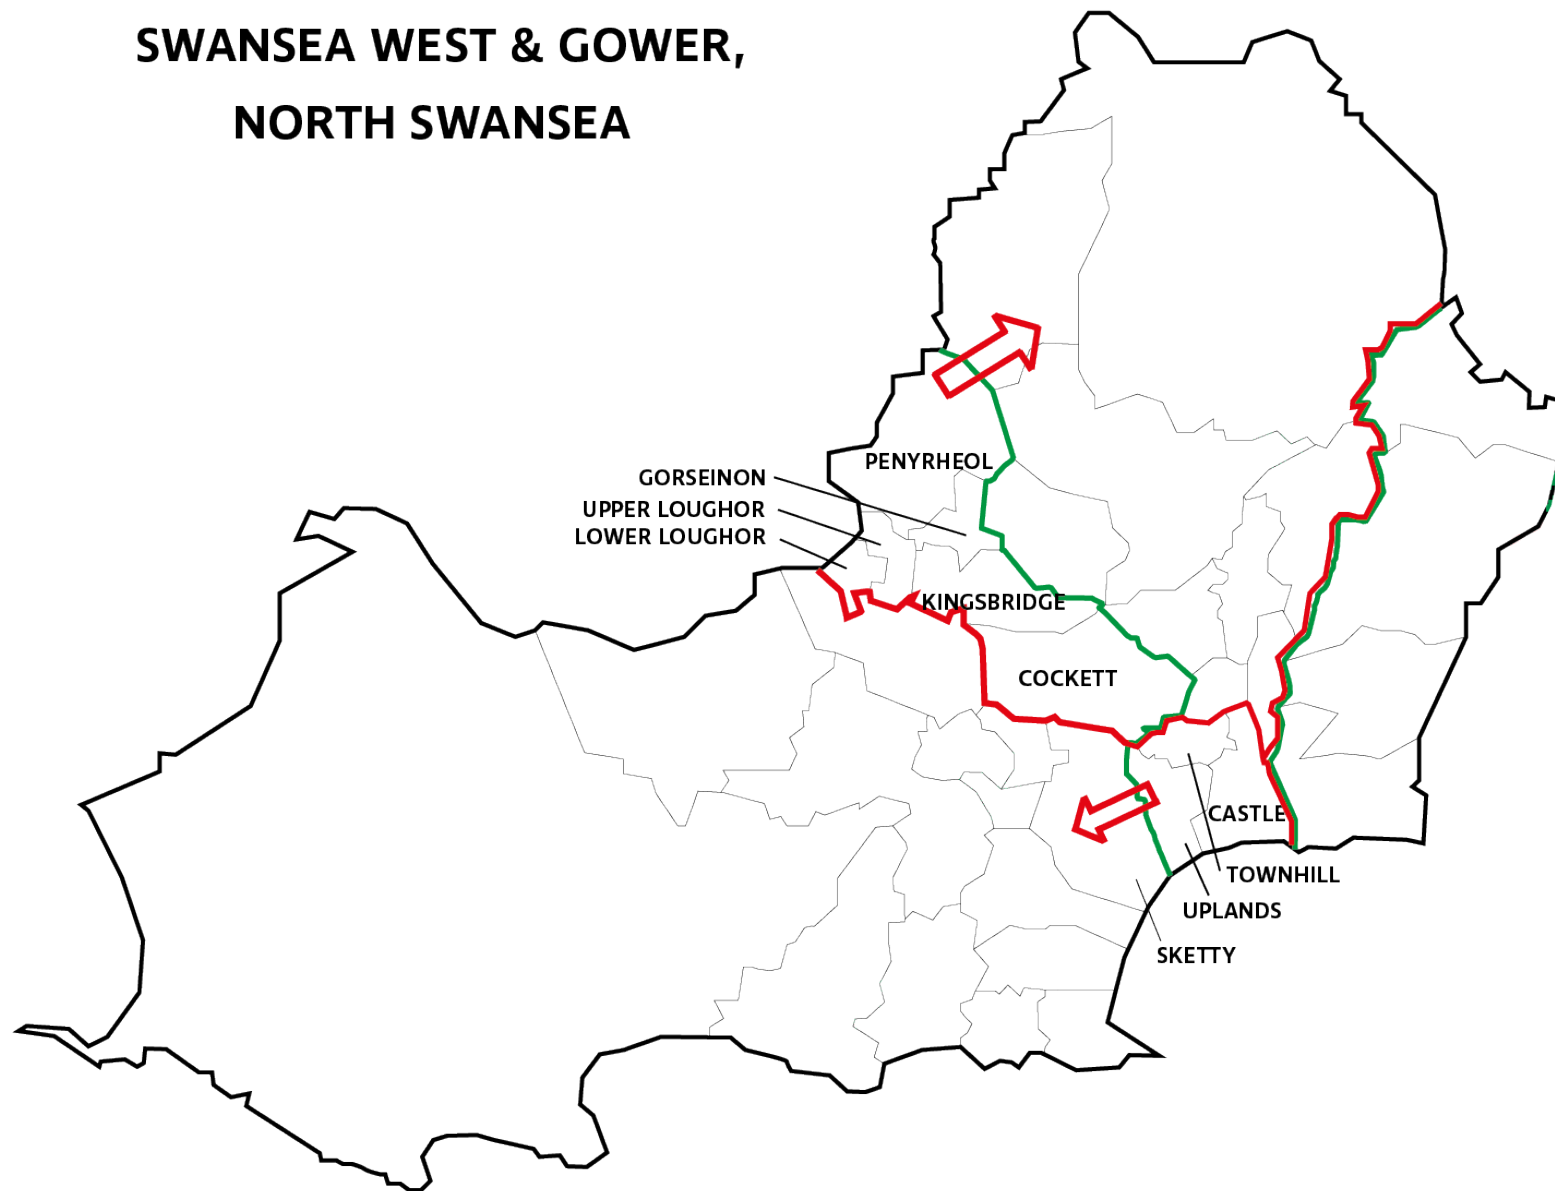 SWANSEA WEST & GOWER,
NORTH SWANSEA
PENYRHEOL
GORSEINON
UPPER LOUGHOR
LOWER LOUGHOR
KINGSBRIDGE
COCKETT
CASTLE
TOWNHILL
UPLANDS
SKETTY